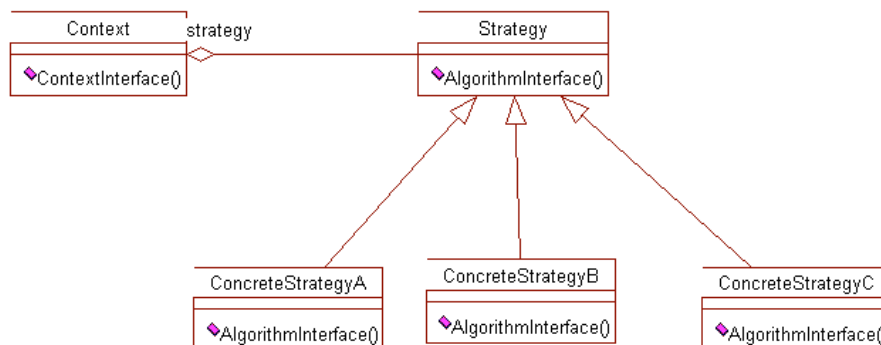 Context
strategy
Strategy
ContextInterface()
AlgorithmInterface()
ConcreteStrategyA
ConcreteStrategyB
ConcreteStrategyC
AlgorithmInterface()
AlgorithmInterface()
AlgorithmInterface()